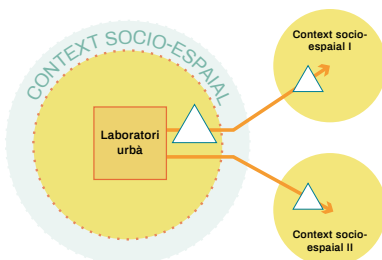 CONTEXT SOCIO-ESPAIAL
Laboratori
urbà
Context socio-
espaial I
Context socio-
espaial II